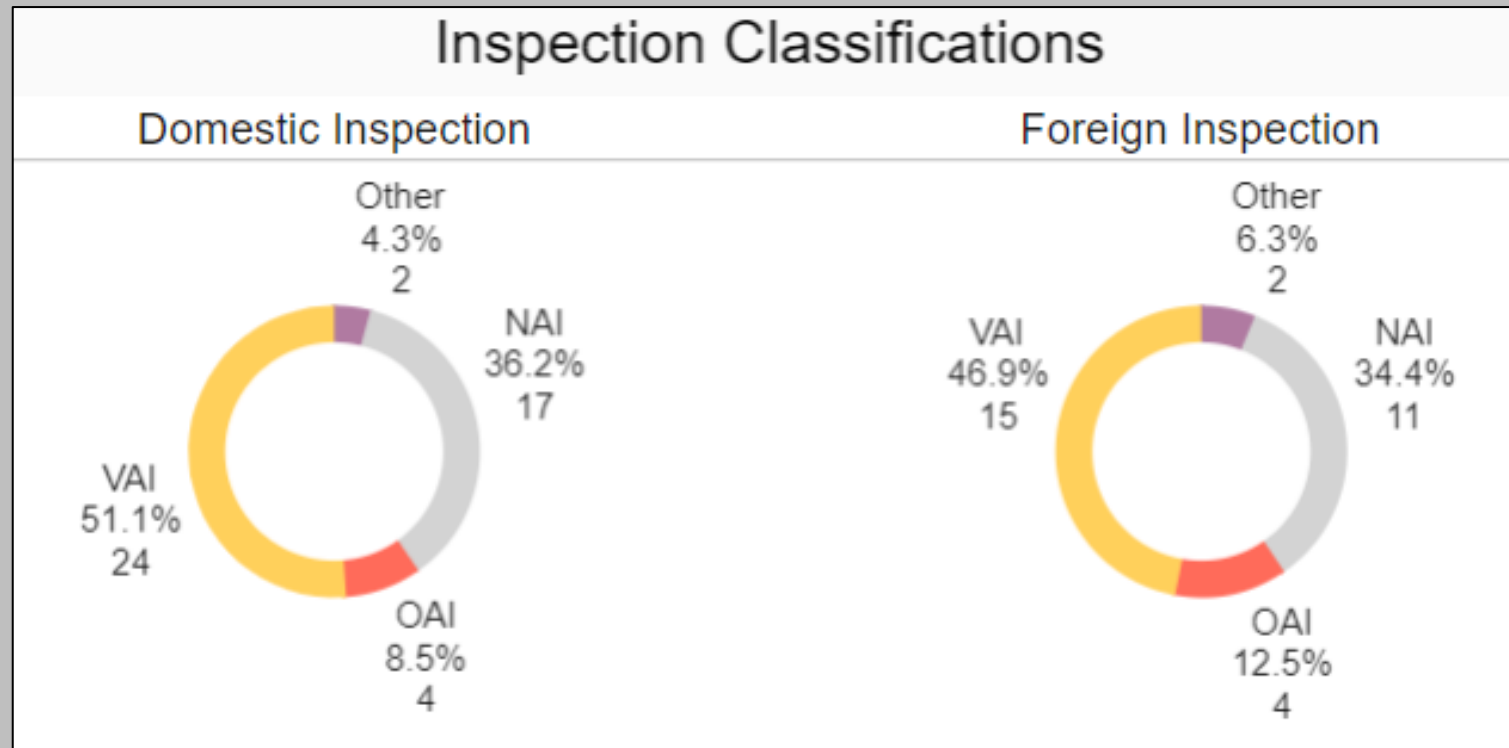 Inspection Classifications
Domestic Inspection
Other
4.3%
2
NAI
36.2%
17
VAI
51.1%
24
OAI
8.5%
4
Foreign Inspection
Other
6.3%
2
VAI
46.9%
15
NAI
34.4%
11
OAI
12.5%
4